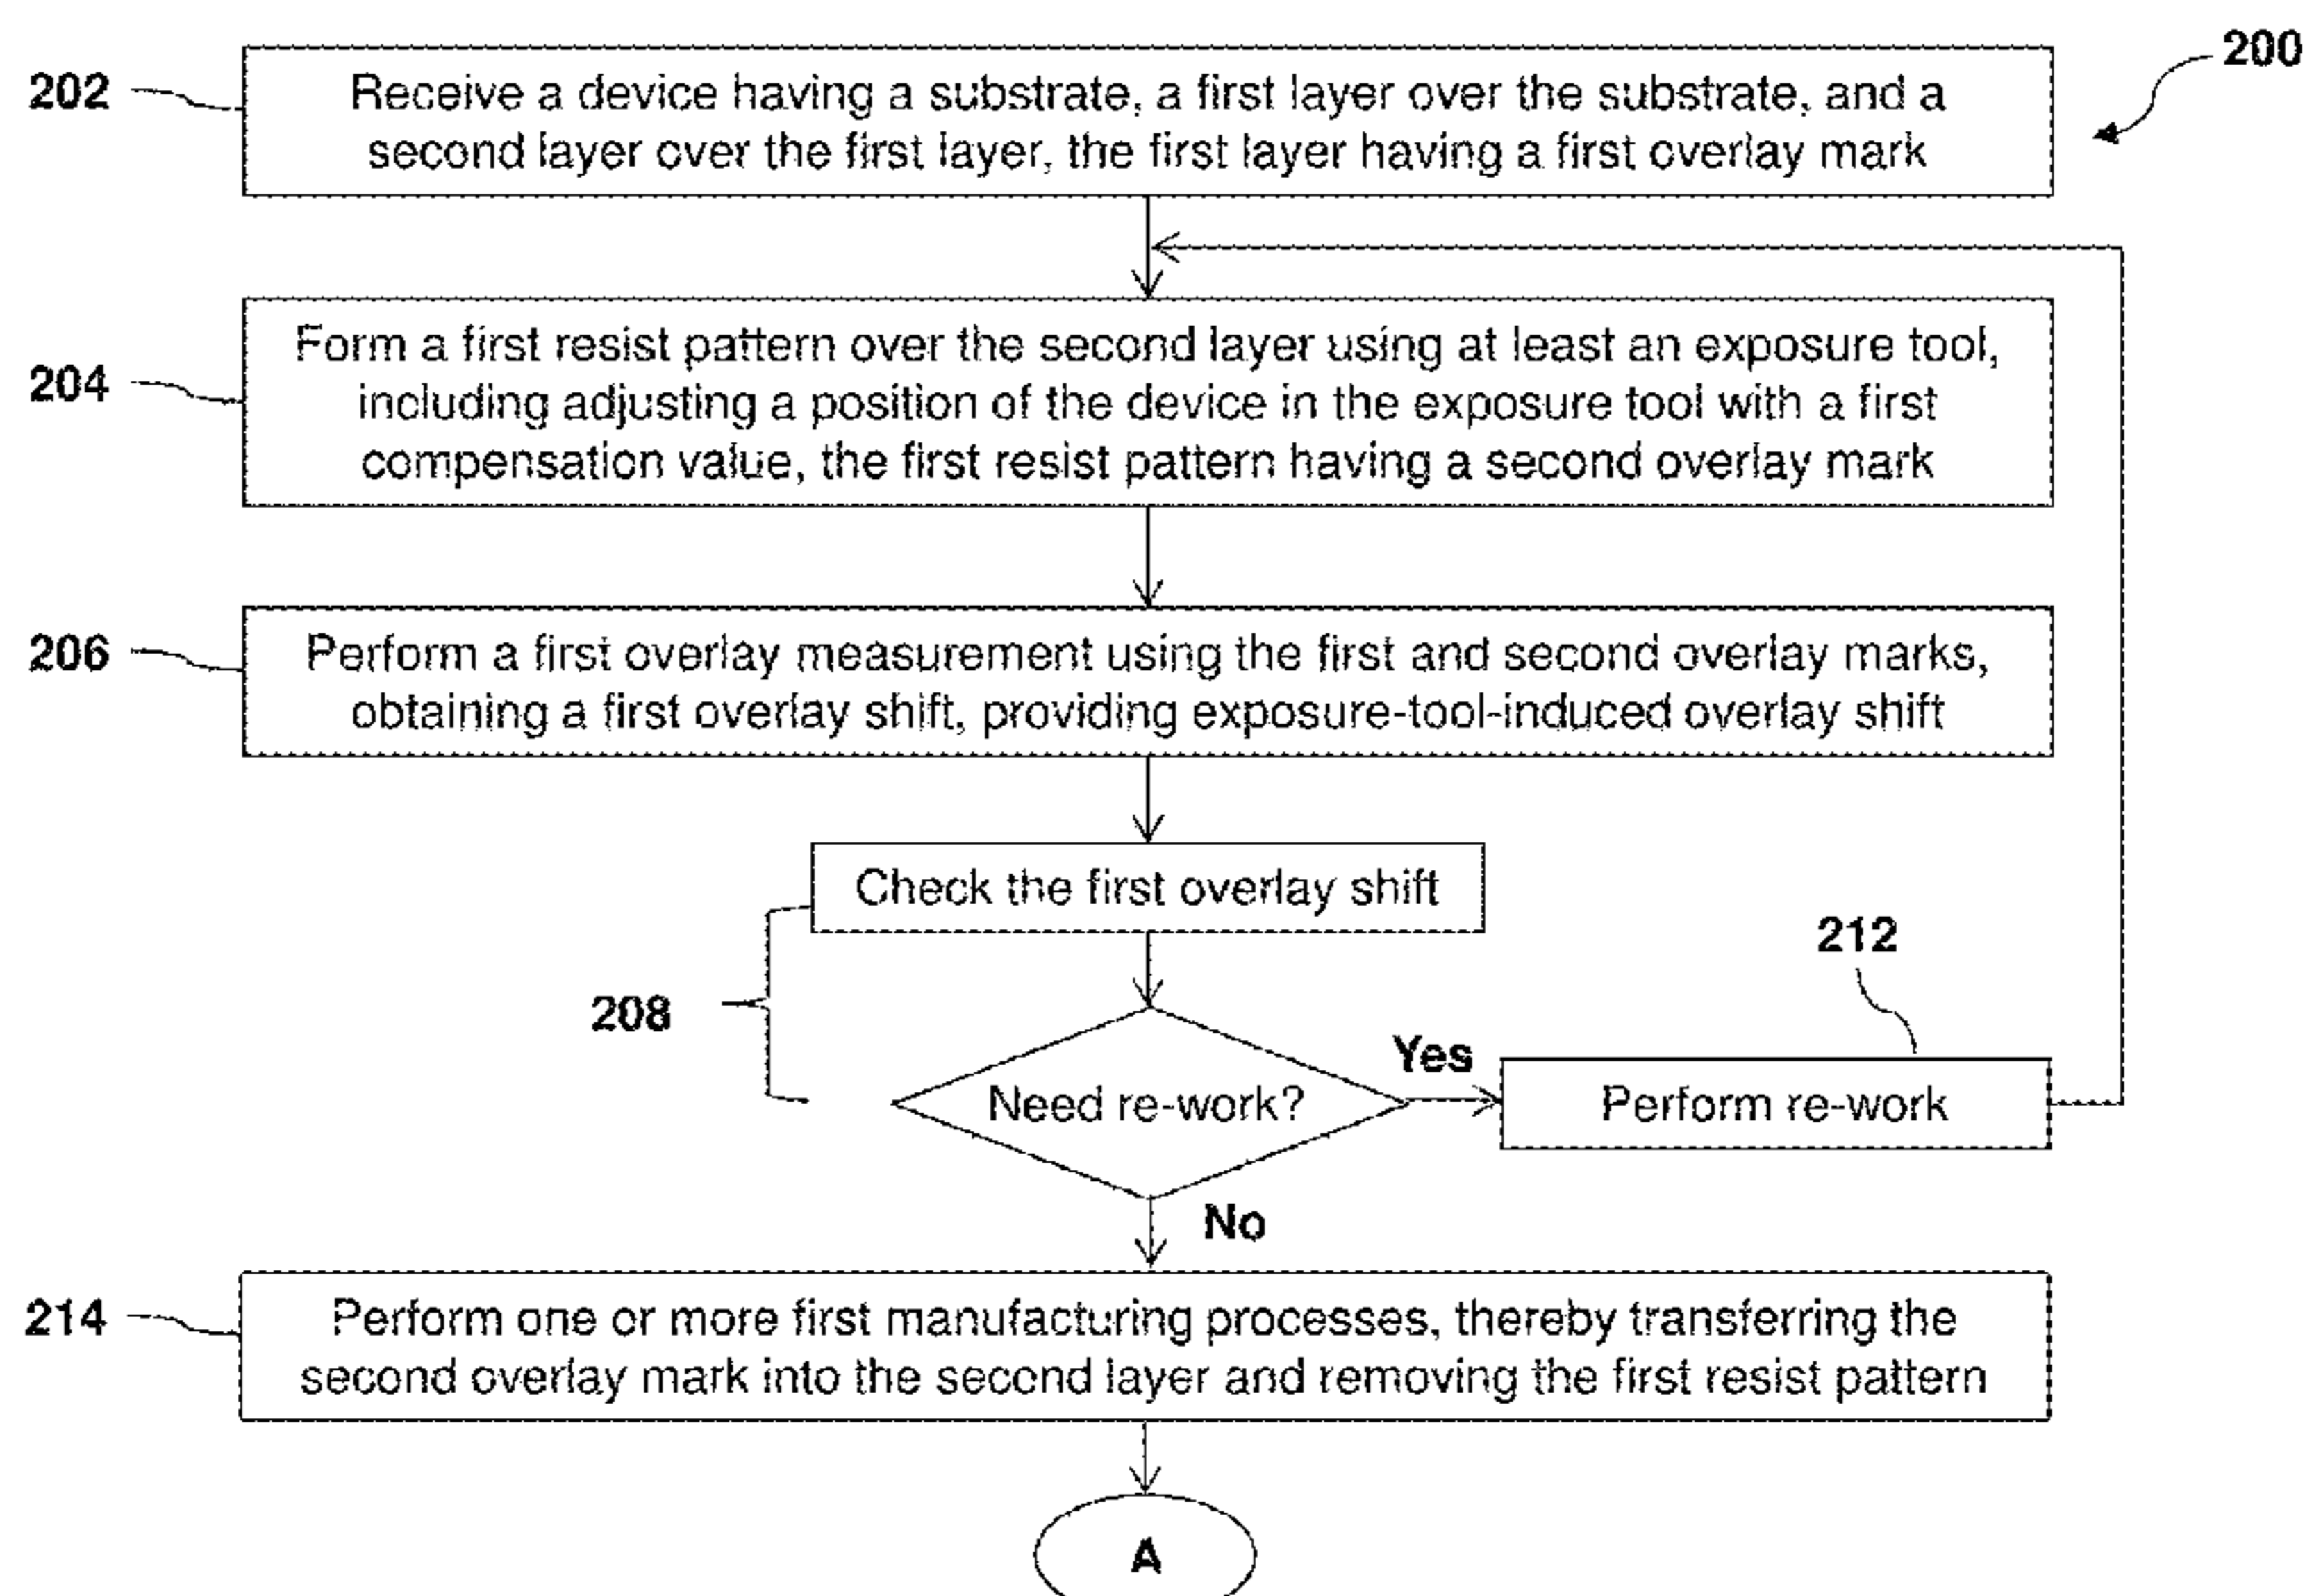 200
202
Receive a device having a substrate, a first layer over the substrate, and a
second layer over the first layer, the first layer having a first overlay mark
204
Form a first resist pattern over the second layer using at least an exposure tool,
including adjusting a position of the device in the exposure tool with a first
compensation value, the first resist pattern having a second overlay mark
206
Perform a first overlay measurement using the first and second overlay marks,
obtaining a first overlay shift, providing exposure-tool-induced overlay shift
Check the first overlay shift
208
212
Need re-work?
Yes
Perform re-work
No
214
Perform one or more first manufacturing processes, thereby transferring the
second overlay mark into the second layer and removing the first resist pattern
A